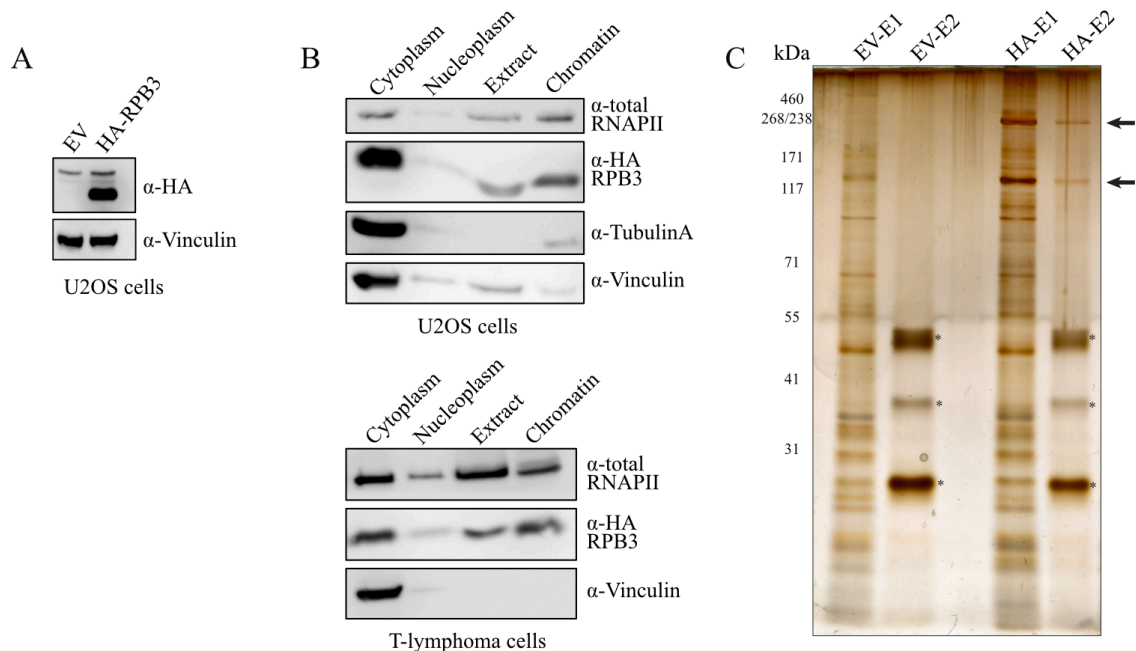 A
EV
HA-RPB3
α-HA
α-Vinculin
U2OS cells
B
Cytoplasm
Nucleoplasm
Extract
Chromatin
α-total
RNAPII
α-HA
RPB3
α-TubulinA
α-Vinculin
U2OS cells
Cytoplasm
Nucleoplasm
Extract
Chromatin
α-total
RNAPII
α-HA
RPB3
α-Vinculin
T-lymphoma cells
C
kDa
EV-E1
EV-E2
HA-E1
HA-E2
460
268/238
171
117
71
55
41
31
*
*
*
*
*
*